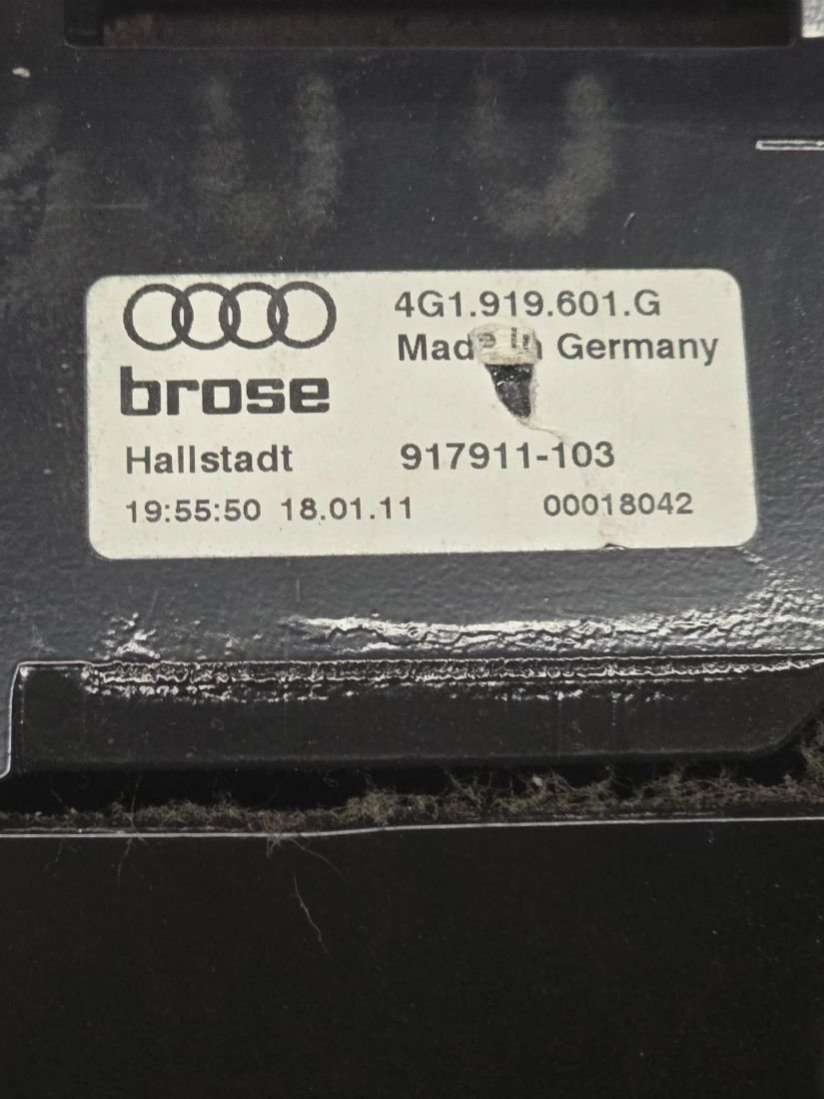 4G1.919.601.G
Made in Germany
brose
Hallstadt 917911-103
19:55:50 18.01.11 00018042